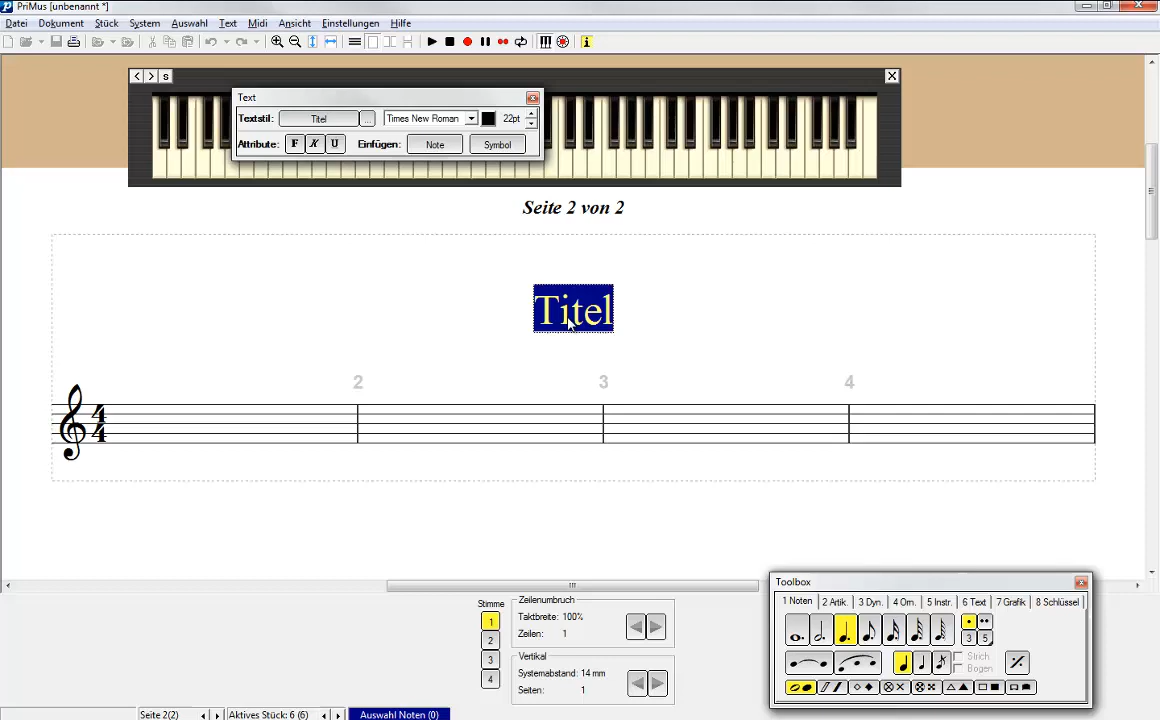 PriMus [unbenannt *]
Datei Dokument Stück System Auswahl Text Midi Ansicht Einstellungen Hilfe
< > s X
Text
Textstil: Titel ... Times New Roman 22pt
Attribute: F K U Einfügen: Note Symbol
Seite 2 von 2
Titel
2 3 4
4
4
Toolbox
1 Noten 2 Artik. 3 Dyn. 4 Orn. 5 Instr. 6 Text 7 Grafik 8 Schlüssel
3 5
Strich
Bogen
Stimme
1
2
3
4
Zeilenumbruch
Taktbreite: 100%
Zeilen: 1
Vertikal
Systemabstand: 14 mm
Seiten: 1
Seite 2(2) Aktives Stück: 6 (6) Auswahl Noten (0)